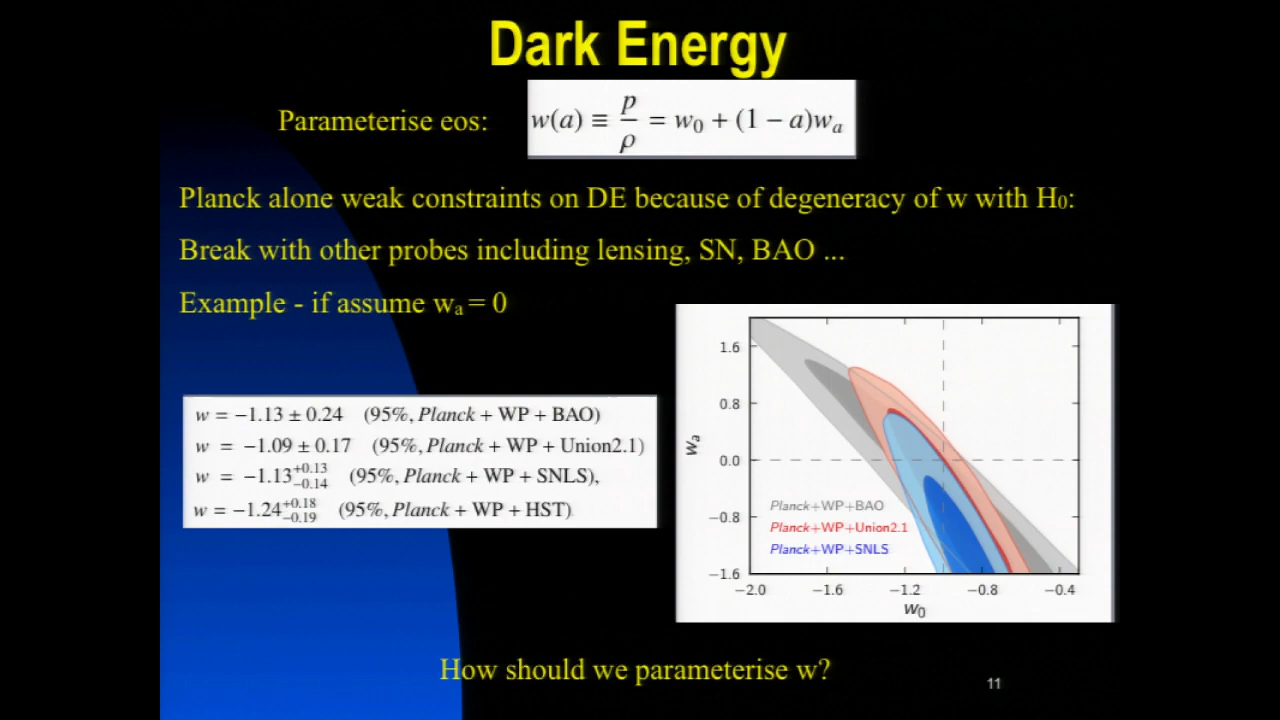 Dark Energy
Parameterise eos:
w(a) ≡ p/ρ = w₀ + (1 − a)wₐ
Planck alone weak constraints on DE because of degeneracy of w with H₀:
Break with other probes including lensing, SN, BAO ...
Example - if assume wₐ = 0
w = −1.13 ± 0.24 (95%, Planck + WP + BAO)
w = −1.09 ± 0.17 (95%, Planck + WP + Union2.1)
w = −1.13 +0.13 −0.14 (95%, Planck + WP + SNLS),
w = −1.24 +0.18 −0.19 (95%, Planck + WP + HST)
1.6
0.8
0.0
−0.8
−1.6
wₐ
Planck+WP+BAO
Planck+WP+Union2.1
Planck+WP+SNLS
−2.0 −1.6 −1.2 −0.8 −0.4
w₀
How should we parameterise w?
11